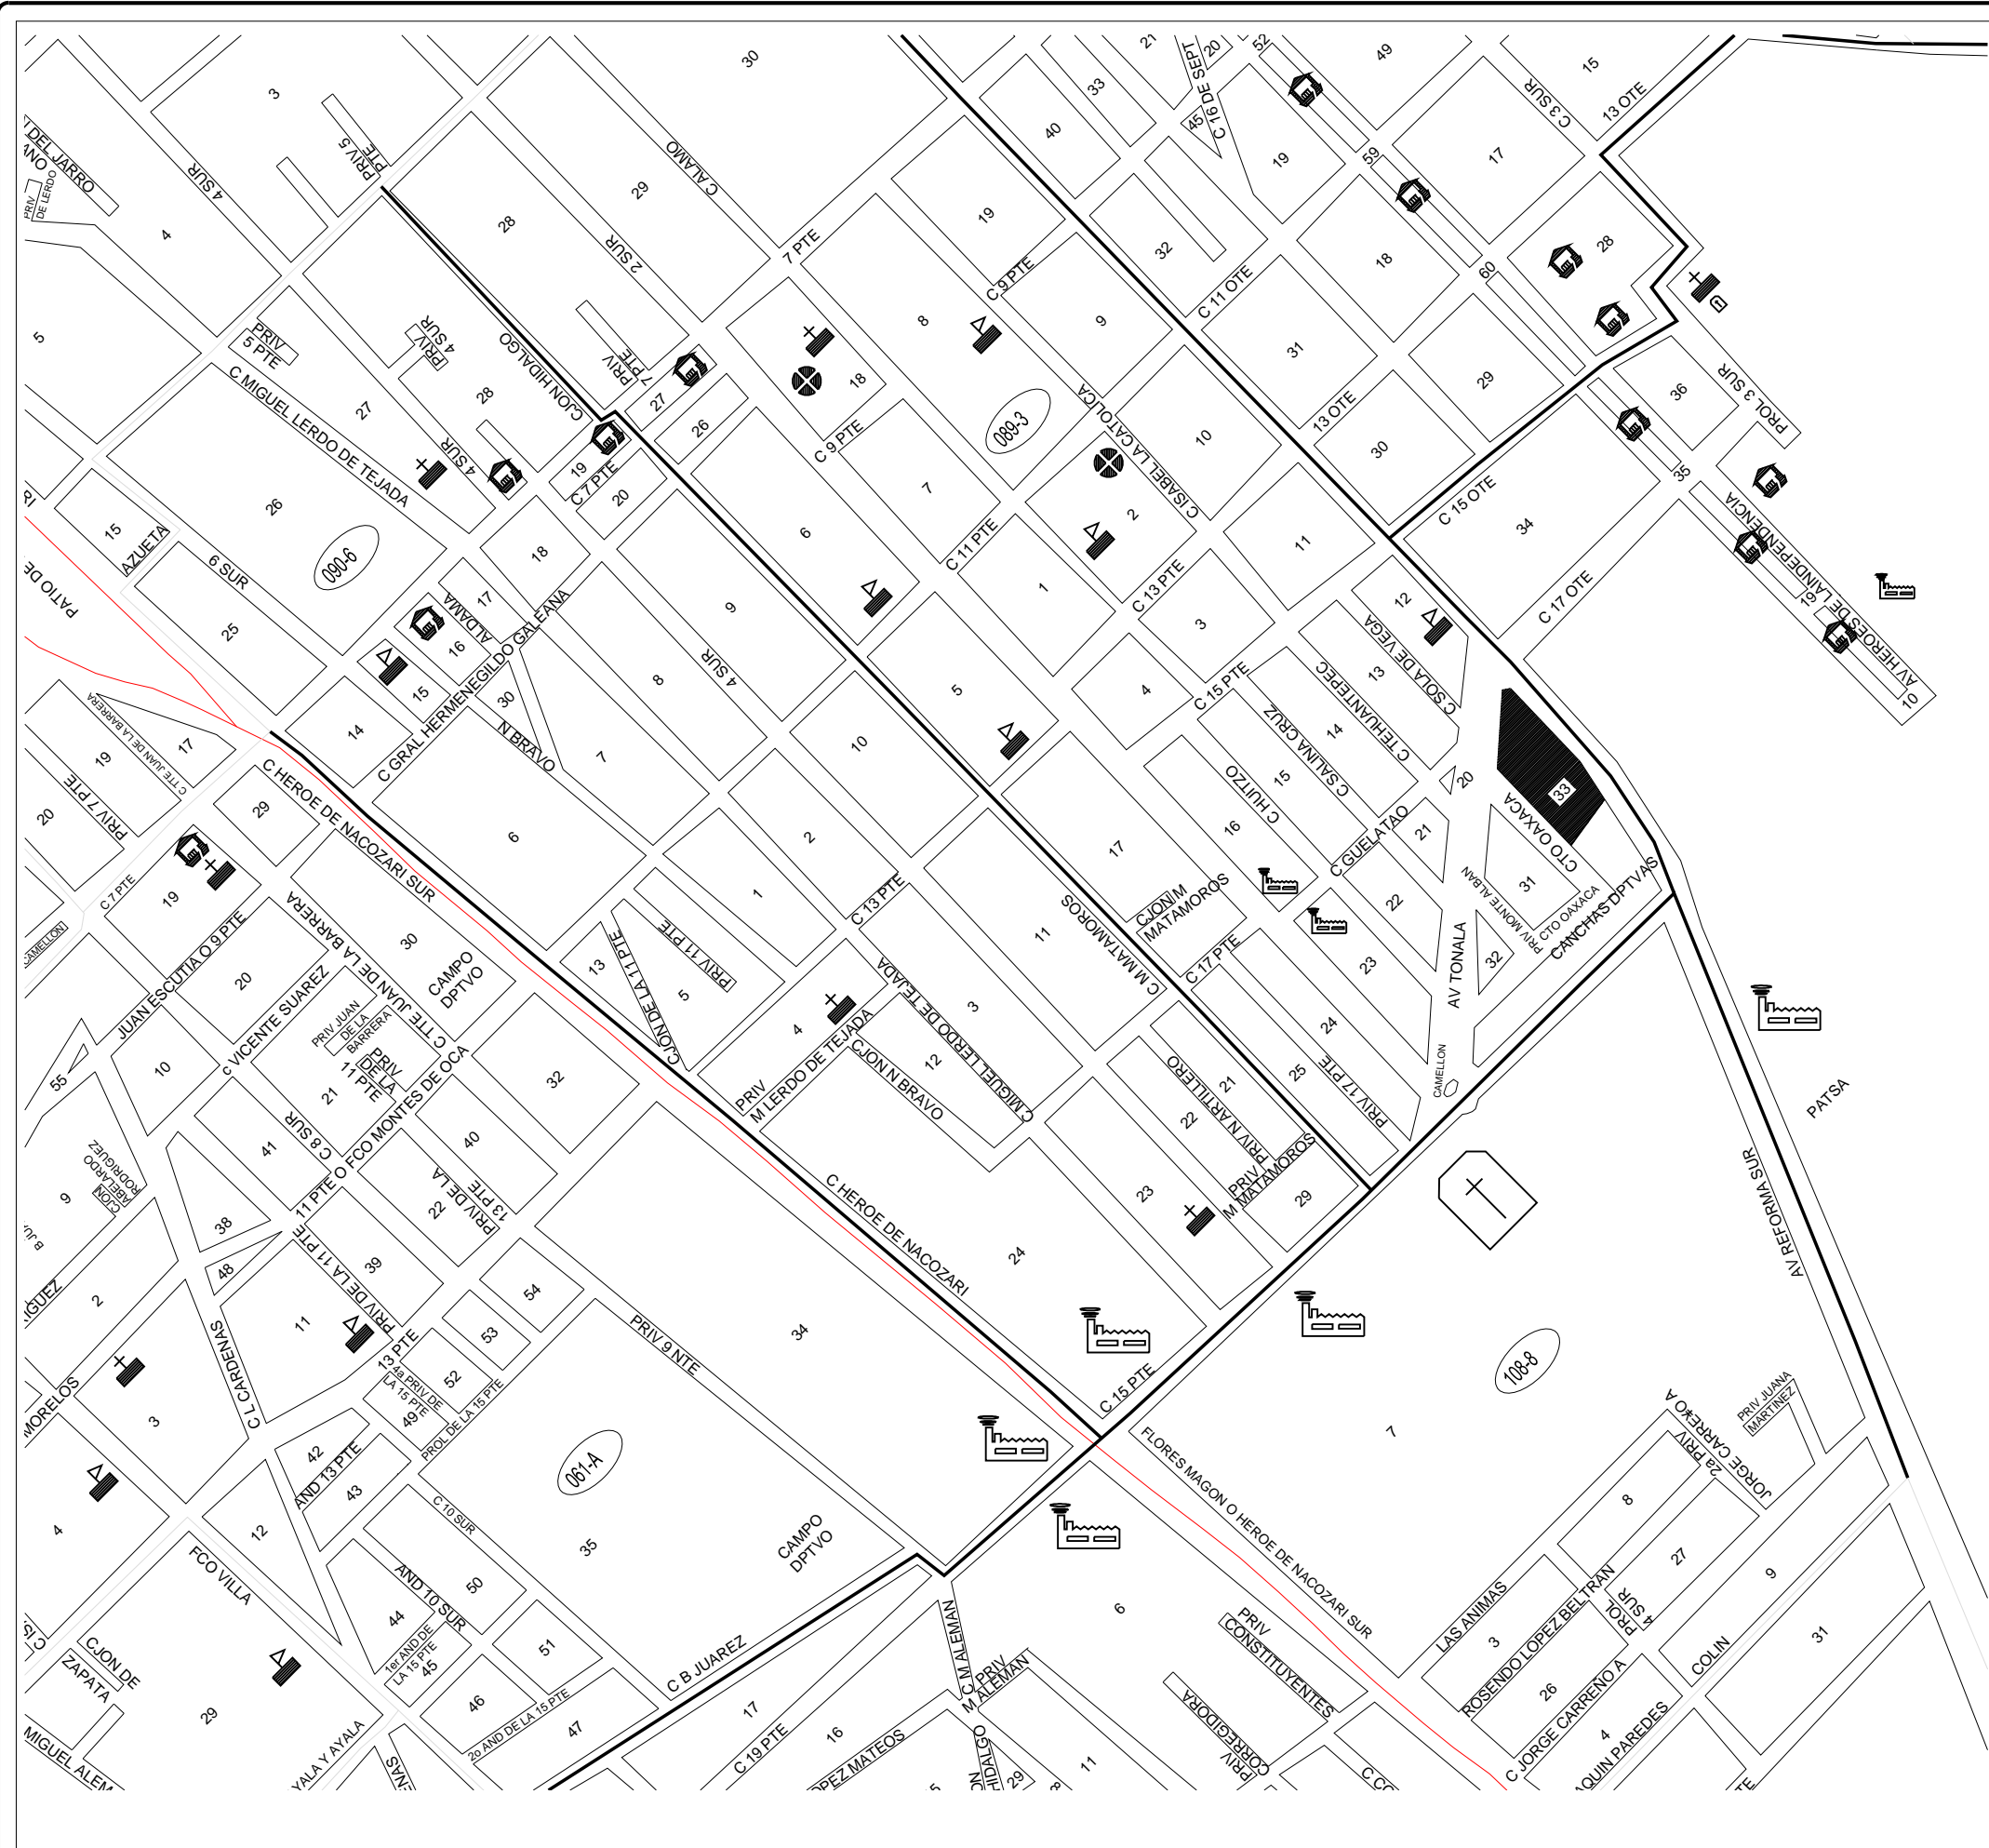 3
30
21
C 16 DE SEPT
20
52
49
15
33
C 3 SUR
13 OTE
40
45
PRIV 5
PTE
C ALAMO
4 SUR
19
59
17
PRIV
DE LERDO
29
28
4
2 SUR
7 PTE
19
32
18
28
60
C 9 PTE
C 11 OTE
5
PRIV
5 PTE
PRIV
4 SUR
CJON HIDALGO
PRIV
7 PTE
8
9
31
18
29
36
PROL 3 SUR
C MIGUEL LERDO DE TEJADA
27
28
27
26
C 9 PTE
089-3
C ISABEL LA CATOLICA
13 OTE
10
30
4 SUR
19
C 7 PTE
20
7
35
15
AZUETA
26
6
C 11 PTE
2
C 15 OTE
34
AV HEROES DE LA INDEPENDENCIA
PATIO DE
6 SUR
090-6
18
11
25
17
ALDAMA
16
C GRAL HERMENEGILDO GALEANA
9
1
C 13 PTE
3
12
C 17 OTE
19
15
30
8
4 SUR
5
4
C 15 PTE
13
C SOLA DE VEGA
C TEHUANTEPEC
10
C TTE JUAN DE LA BARRERA
17
14
N BRAVO
7
10
C SALINA CRUZ
14
19
PRIV 7 PTE
20
C HEROE DE NACOZARI SUR
29
6
2
17
C HUITZO
15
16
20
33
CTO OAXACA
C GUELATAO
21
C 7 PTE
19
1
C 13 PTE
CJON M
MATAMOROS
22
31
PRIV MONTE ALBAN
CTO OAXACA
CANCHAS DPTVAS
CAMELLON
JUAN ESCUTIA O 9 PTE
C TTE JUAN DE LA BARRERA
30
CAMPO
DPTVO
13
CJON DE LA 11 PTE
PRIV 11 PTE
5
11
C M MATAMOROS
C 17 PTE
23
AV TONALA
32
20
C VICENTE SUAREZ
PRIV JUAN
DE LA
BARRERA
PRIV
DE LA
11 PTE
21
4
C MIGUEL LERDO DE TEJADA
3
24
55
10
C 8 SUR
41
11 PTE O FCO MONTES DE OCA
32
PRIV
M LERDO DE TEJADA
CJON N BRAVO
12
PRIV N ARTILLERO
21
22
25
PRIV 17 PTE
CAMELLON
PATSA
CJON
ABELARDO
RODRIGUEZ
9
40
38
22
PRIV DE LA
13 PTE
23
PRIV
M MATAMOROS
29
AV REFORMA SUR
48
39
PRIV DE LA 11 PTE
C HEROE DE NACOZARI
24
2
C L CARDENAS
11
54
53
PRIV 9 NTE
34
MORELOS
3
13 PTE
52
4a PRIV DE
LA 15 PTE
49
PROL DE LA 15 PTE
C 15 PTE
108-8
42
AND 13 PTE
43
061-A
FLORES MAGON O HEROE DE NACOZARI SUR
7
JORGE CARREÑO A
2a PRIV
PRIV JUANA
MARTINEZ
4
12
C 10 SUR
35
CAMPO
DPTVO
8
FCO VILLA
AND 10 SUR
50
44
1er AND DE
LA 15 PTE
45
51
27
9
CJON DE
ZAPATA
46
C B JUAREZ
C M ALEMAN
6
PRIV
CONSTITUYENTES
LAS ANIMAS
3
ROSENDO LOPEZ BELTRAN
PROL
4 SUR
COLIN
31
29
2o AND DE LA 15 PTE
47
17
16
PRIV
M ALEMAN
PRIV
CORREGIDORA
26
C JORGE CARREÑO A
4
C 19 PTE
11
29